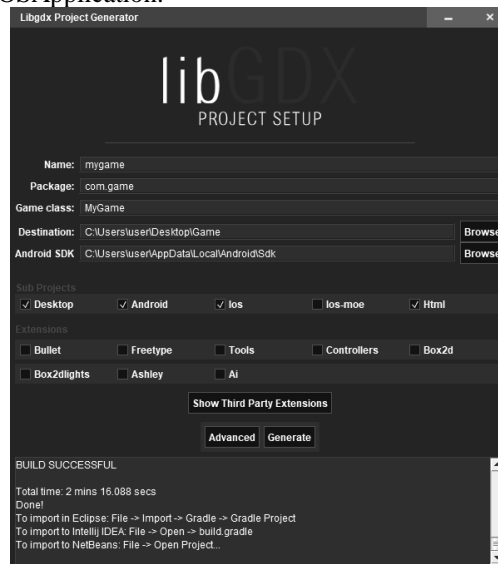 Libgdx Project Generator
libGDX
PROJECT SETUP
Name: mygame
Package: com.game
Game class: MyGame
Destination: C:\Users\user\Desktop\Game Browse
Android SDK C:\Users\user\AppData\Local\Android\Sdk Browse
Sub Projects
Desktop Android Ios Ios-moe Html
Extensions
Bullet Freetype Tools Controllers Box2d
Box2dlights Ashley Ai
Show Third Party Extensions
Advanced Generate
BUILD SUCCESSFUL
Total time: 2 mins 16.088 secs
Done!
To import in Eclipse: File -> Import -> Gradle -> Gradle Project
To import to Intellij IDEA: File -> Open -> build.gradle
To import to NetBeans: File -> Open Project...